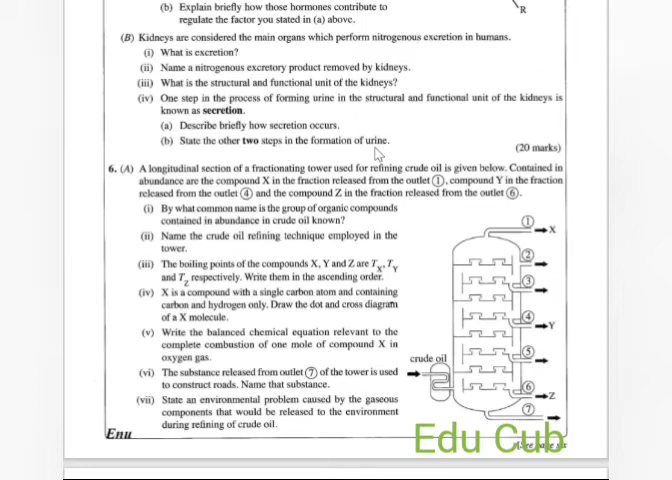 (b) Explain briefly how those hormones contribute to
regulate the factor you stated in (a) above.
R
(B) Kidneys are considered the main organs which perform nitrogenous excretion in humans.
(i) What is excretion?
(ii) Name a nitrogenous excretory product removed by kidneys.
(iii) What is the structural and functional unit of the kidneys?
(iv) One step in the process of forming urine in the structural and functional unit of the kidneys is
known as secretion.
(a) Describe briefly how secretion occurs.
(b) State the other two steps in the formation of urine.
(20 marks)
6. (A) A longitudinal section of a fractionating tower used for refining crude oil is given below. Contained in
abundance are the compound X in the fraction released from the outlet ①, compound Y in the fraction
released from the outlet ④ and the compound Z in the fraction released from the outlet ⑥.
(i) By what common name is the group of organic compounds
contained in abundance in crude oil known?
(ii) Name the crude oil refining technique employed in the
tower.
(iii) The boiling points of the compounds X, Y and Z are T_X, T_Y
and T_Z respectively. Write them in the ascending order.
(iv) X is a compound with a single carbon atom and containing
carbon and hydrogen only. Draw the dot and cross diagram
of a X molecule.
(v) Write the balanced chemical equation relevant to the
complete combustion of one mole of compound X in
oxygen gas.
(vi) The substance released from outlet ⑦ of the tower is used
to construct roads. Name that substance.
(vii) State an environmental problem caused by the gaseous
components that would be released to the environment
during refining of crude oil.
①
X
②
③
④
Y
⑤
crude oil
⑥
Z
⑦
Edu Cub